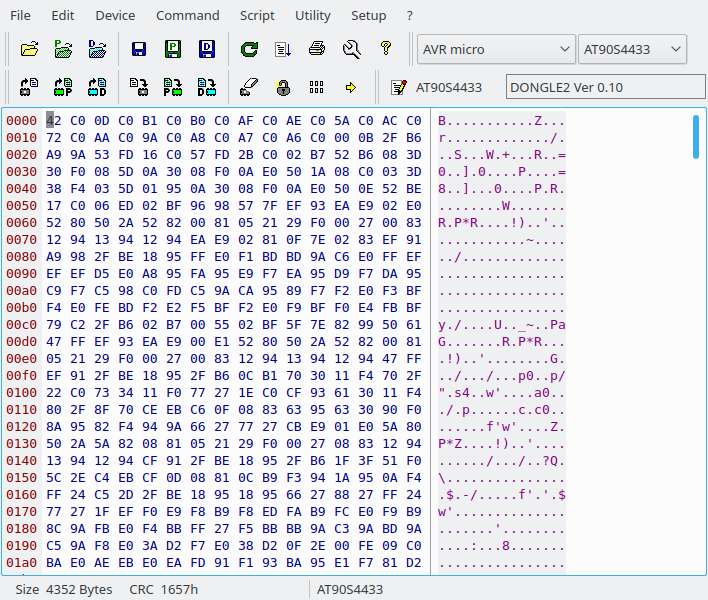 File Edit Device Command Script Utility Setup ?
AVR micro AT90S4433
AT90S4433 DONGLE2 Ver 0.10
0000 42 C0 0D C0 B1 C0 B0 C0 AF C0 AE C0 5A C0 AC C0 B...........Z...
0010 72 C0 AA C0 9A C0 A8 C0 A7 C0 A6 C0 00 0B 2F B6 r............./.
0020 A9 9A 53 FD 16 C0 57 FD 2B C0 02 B7 52 B6 08 3D ..S...W.+...R..=
0030 30 F0 08 5D 0A 30 08 F0 0A E0 50 1A 08 C0 03 3D 0..].0....P....=
0040 38 F4 03 5D 01 95 0A 30 08 F0 0A E0 50 0E 52 BE 8..]...0....P.R.
0050 17 C0 06 ED 02 BF 96 98 57 7F EF 93 EA E9 02 E0 ........W.......
0060 52 80 50 2A 52 82 00 81 05 21 29 F0 00 27 00 83 R.P*R....!)..'..
0070 12 94 13 94 12 94 EA E9 02 81 0F 7E 02 83 EF 91 ...........~....
0080 A9 98 2F BE 18 95 FF E0 F1 BD BD 9A C6 E0 FF EF ../.............
0090 EF EF D5 E0 A8 95 FA 95 E9 F7 EA 95 D9 F7 DA 95 ................
00a0 C9 F7 C5 98 C0 FD C5 9A CA 95 89 F7 F2 E0 F3 BF ................
00b0 F4 E0 FE BD F2 E2 F5 BF F2 E0 F9 BF F0 E4 FB BF ................
00c0 79 C2 2F B6 02 B7 00 55 02 BF 5F 7E 82 99 50 61 y./....U.._~..Pa
00d0 47 FF EF 93 EA E9 00 E1 52 80 50 2A 52 82 00 81 G.......R.P*R...
00e0 05 21 29 F0 00 27 00 83 12 94 13 94 12 94 47 FF .!)..'........G.
00f0 EF 91 2F BE 18 95 2F B6 0C B1 70 30 11 F4 70 2F ../.../...p0..p/
0100 22 C0 73 34 11 F0 77 27 1E C0 CF 93 61 30 11 F4 ".s4..w'....a0..
0110 80 2F 8F 70 CE EB C6 0F 08 83 63 95 63 30 90 F0 ./.p......c.c0..
0120 8A 95 82 F4 94 9A 66 27 77 27 CB E9 01 E0 5A 80 ......f'w'....Z.
0130 50 2A 5A 82 08 81 05 21 29 F0 00 27 08 83 12 94 P*Z....!)..'....
0140 13 94 12 94 CF 91 2F BE 18 95 2F B6 1F 3F 51 F0 ....../.../..?Q.
0150 5C 2E C4 EB CF 0D 08 81 0C B9 F3 94 1A 95 0A F4 \...............
0160 FF 24 C5 2D 2F BE 18 95 18 95 66 27 88 27 FF 24 .$.-/.....f'.'.$
0170 77 27 1F EF F0 E9 F8 B9 F8 ED FA B9 FC E0 F9 B9 w'..............
0180 8C 9A FB E0 F4 BB FF 27 F5 BB BB 9A C3 9A BD 9A .......'........
0190 C5 9A F8 E0 3A D2 F7 E0 38 D2 0F 2E 00 FE 09 C0 ....:...8.......
01a0 BA E0 AE EB E0 EA FD 91 F1 93 BA 95 E1 F7 81 D2 ................
Size 4352 Bytes CRC 1657h AT90S4433